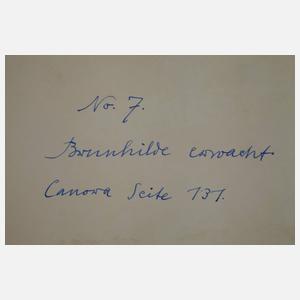 No. 7.
Brunhilde erwacht
Canova Seite 131.